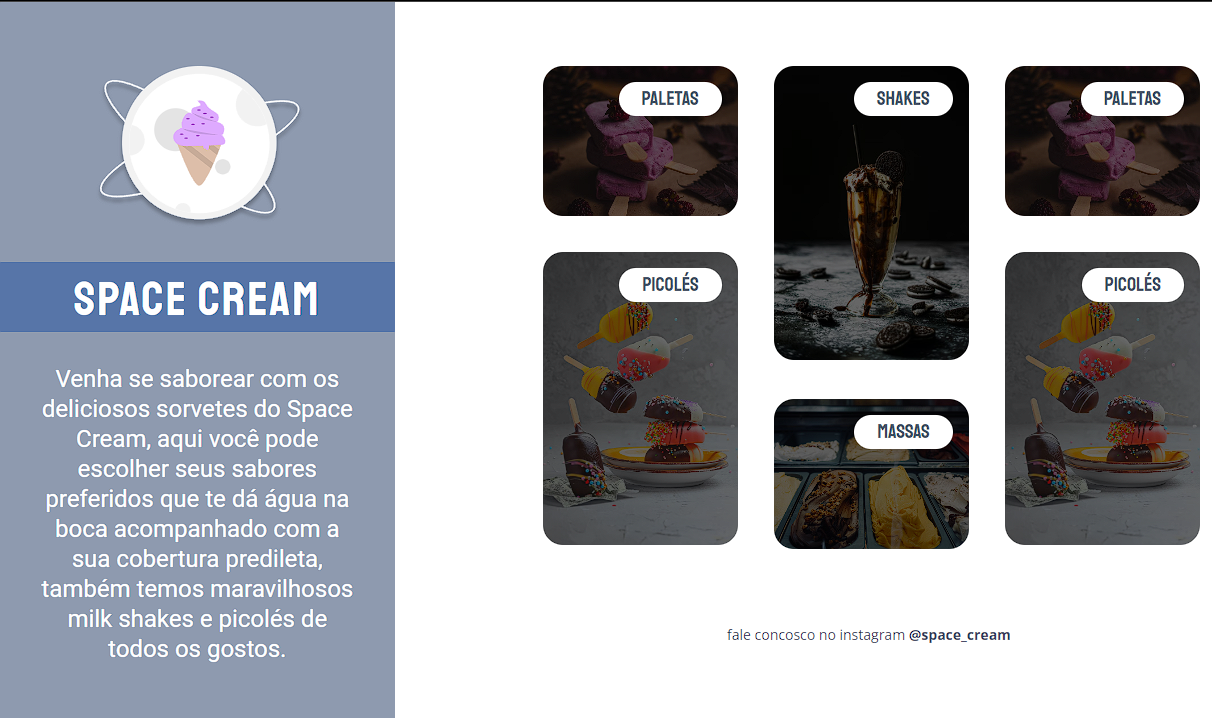 SPACE CREAM
Venha se saborear com os
deliciosos sorvetes do Space
Cream, aqui você pode
escolher seus sabores
preferidos que te dá água na
boca acompanhado com a
sua cobertura predileta,
também temos maravilhosos
milk shakes e picolés de
todos os gostos.
PALETAS
SHAKES
PALETAS
PICOLÉS
PICOLÉS
MASSAS
fale concosco no instagram @space_cream